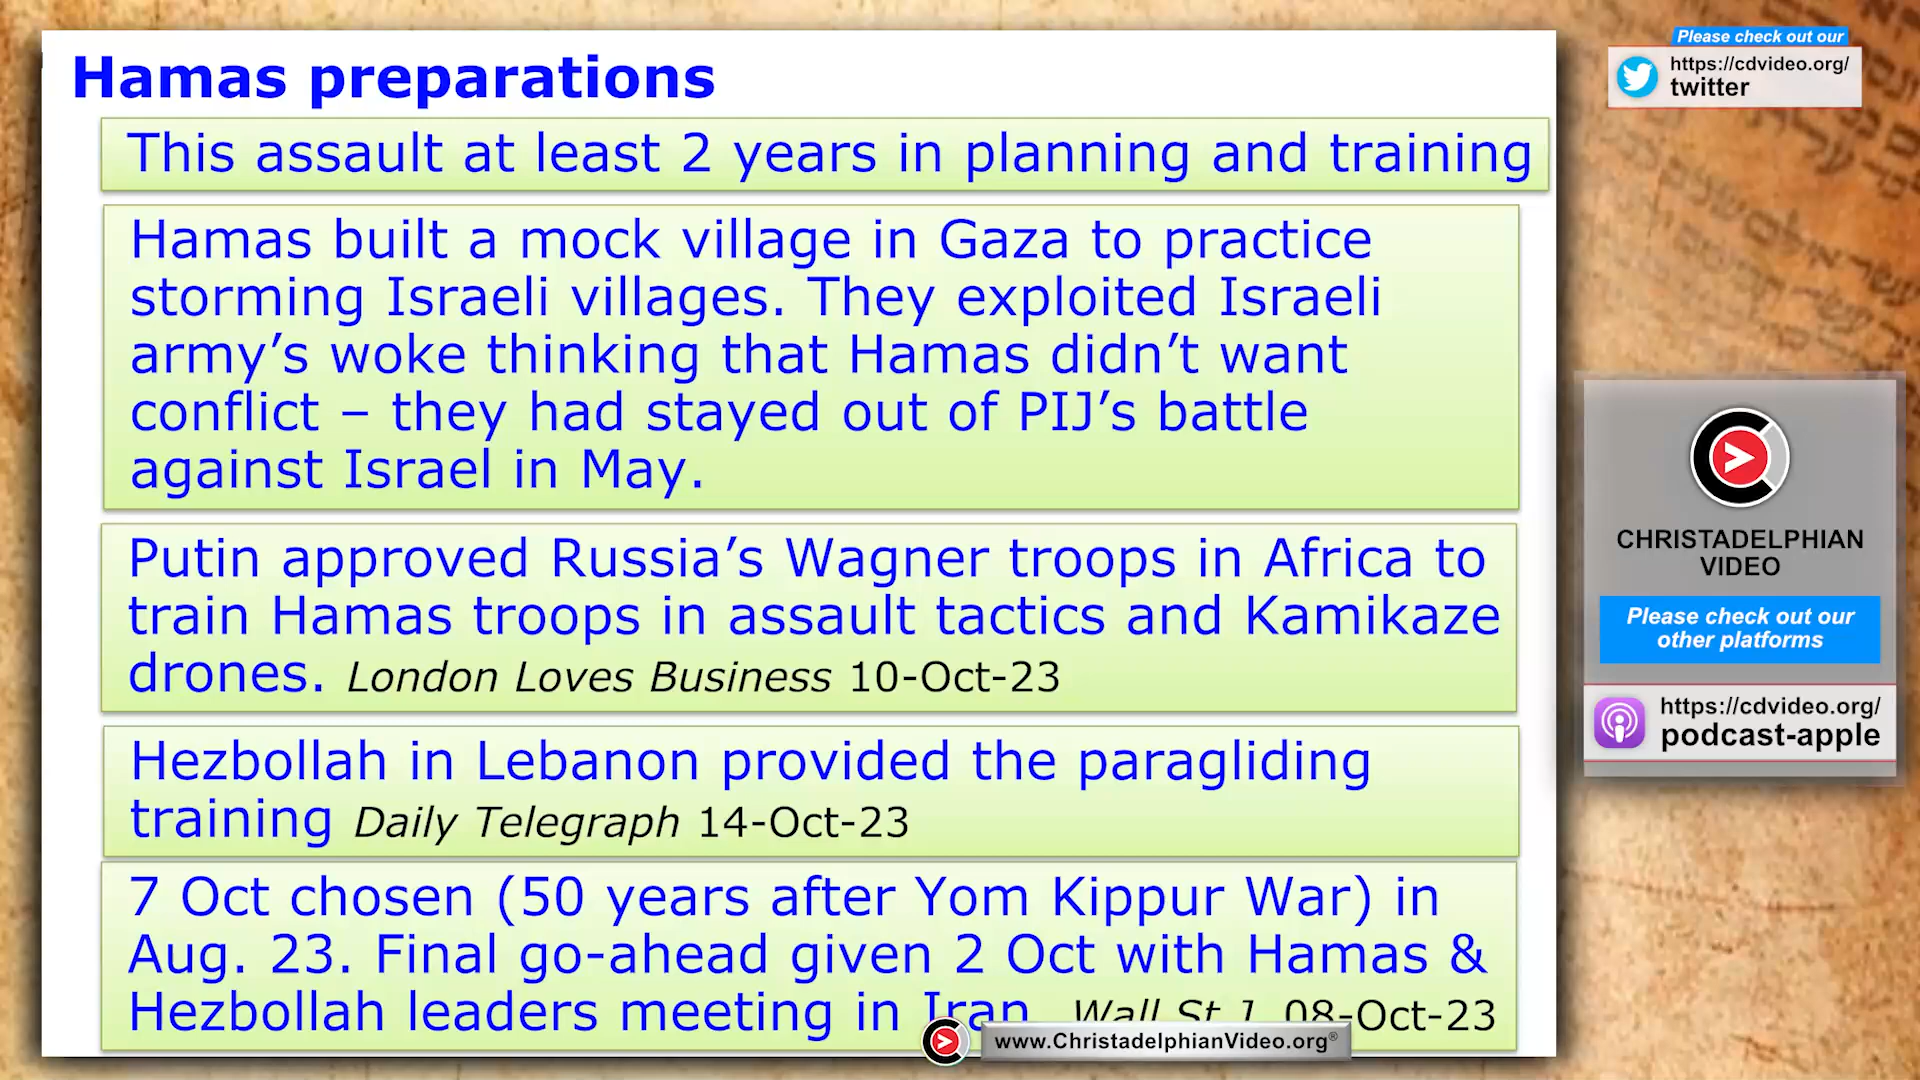 Hamas preparations
This assault at least 2 years in planning and training
Hamas built a mock village in Gaza to practice
storming Israeli villages. They exploited Israeli
army’s woke thinking that Hamas didn’t want
conflict – they had stayed out of PIJ’s battle
against Israel in May.
Putin approved Russia’s Wagner troops in Africa to
train Hamas troops in assault tactics and Kamikaze
drones. London Loves Business 10-Oct-23
Hezbollah in Lebanon provided the paragliding
training Daily Telegraph 14-Oct-23
7 Oct chosen (50 years after Yom Kippur War) in
Aug. 23. Final go-ahead given 2 Oct with Hamas &
Hezbollah leaders meeting in Iran Wall St J 08-Oct-23
www.ChristadelphianVideo.org®
Please check out our
https://cdvideo.org/
twitter
CHRISTADELPHIAN
VIDEO
Please check out our
other platforms
https://cdvideo.org/
podcast-apple